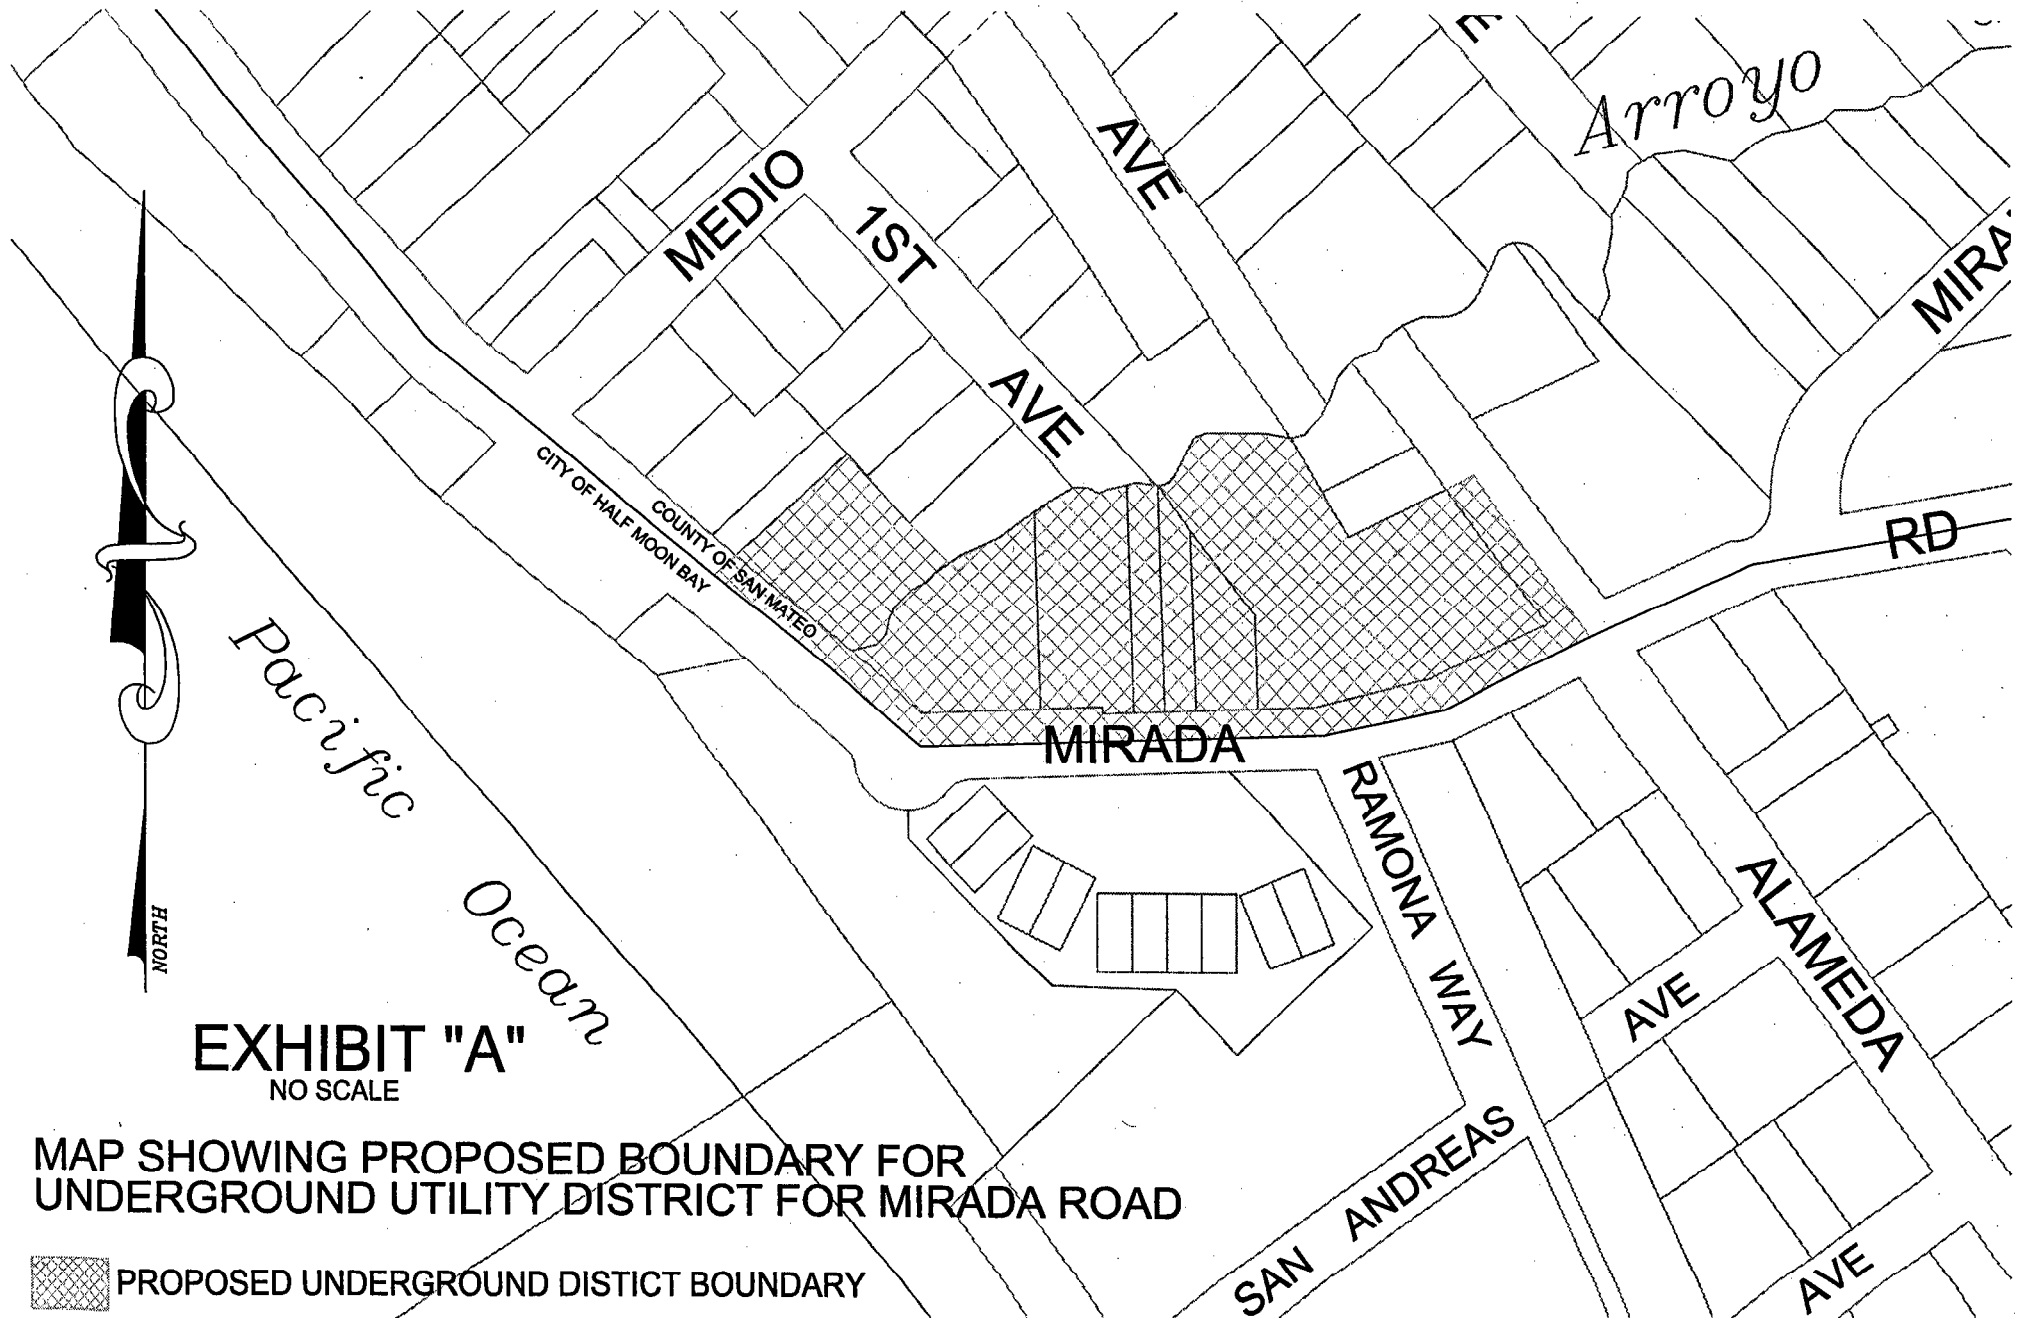 Arroyo
AVE
MEDIO
1ST
AVE
MIRA
CITY OF HALF MOON BAY
COUNTY OF SAN MATEO
RD
MIRADA
Pacific
Ocean
NORTH
RAMONA WAY
ALAMEDA
AVE
SAN ANDREAS
AVE
EXHIBIT "A"
NO SCALE
MAP SHOWING PROPOSED BOUNDARY FOR
UNDERGROUND UTILITY DISTRICT FOR MIRADA ROAD
PROPOSED UNDERGROUND DISTICT BOUNDARY